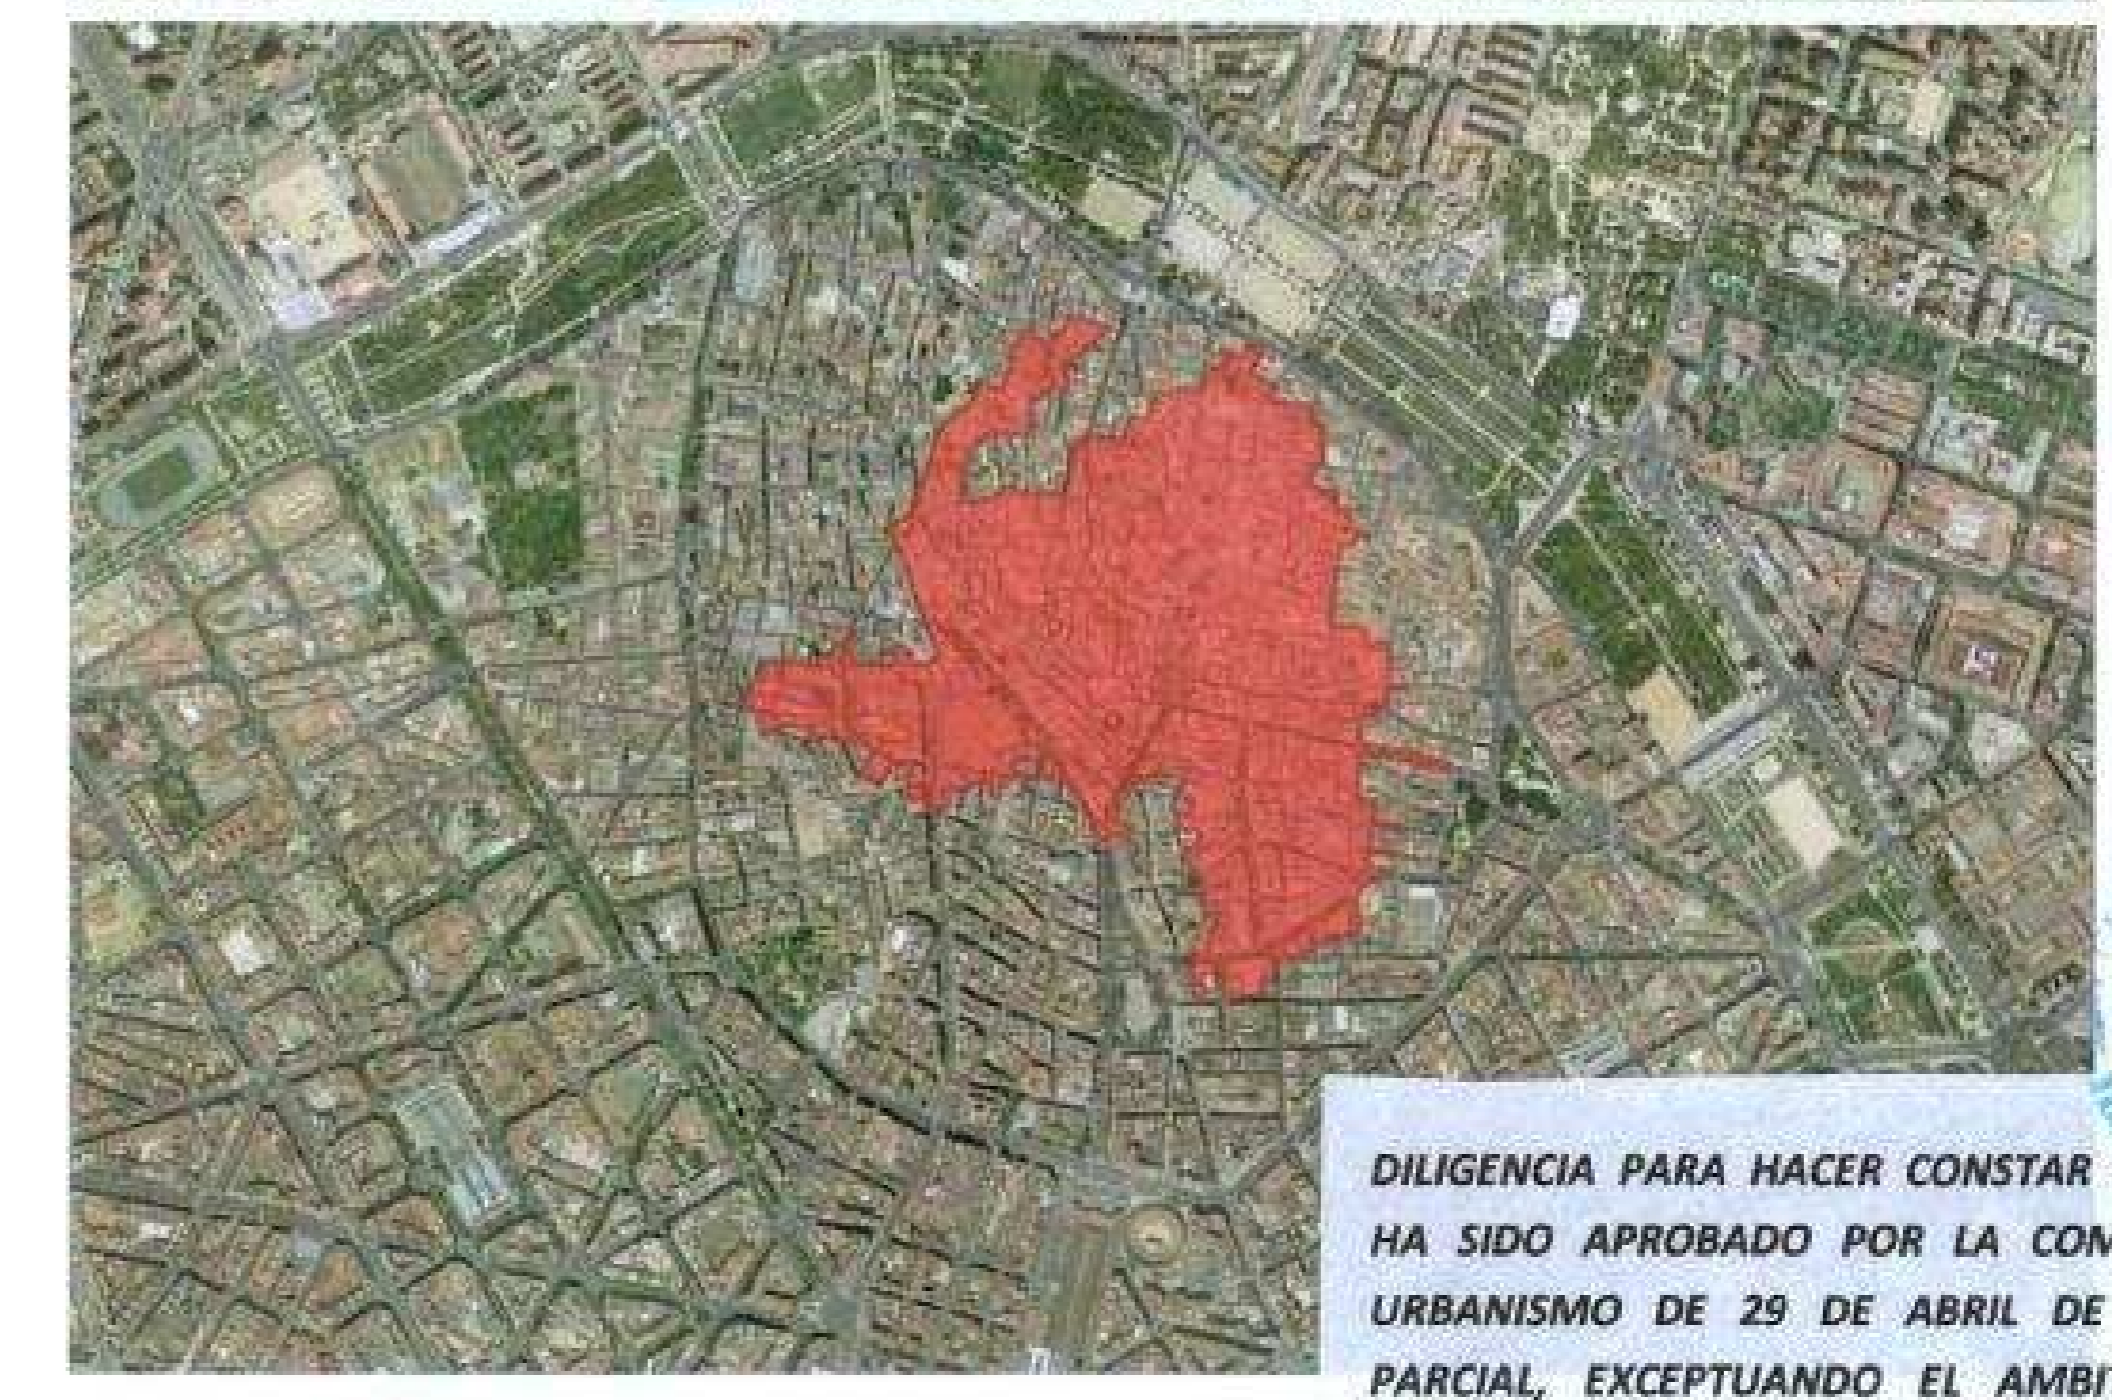 DILIGENCIA PARA HACER CONSTAR
HA SIDO APROBADO POR LA COM
URBANISMO DE 29 DE ABRIL DE
PARCIAL, EXCEPTUANDO EL AMBI